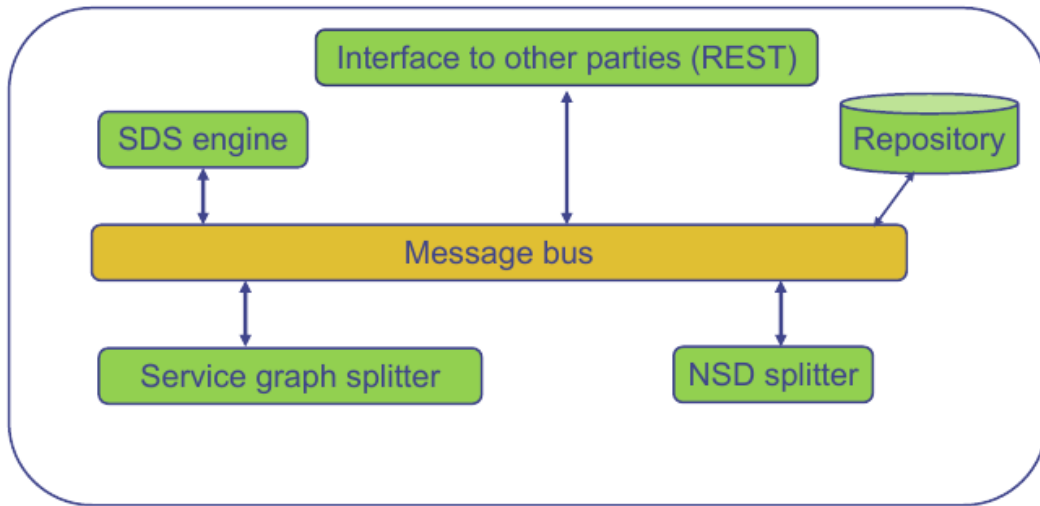 Interface to other parties (REST)
SDS engine
Repository
Message bus
Service graph splitter
NSD splitter